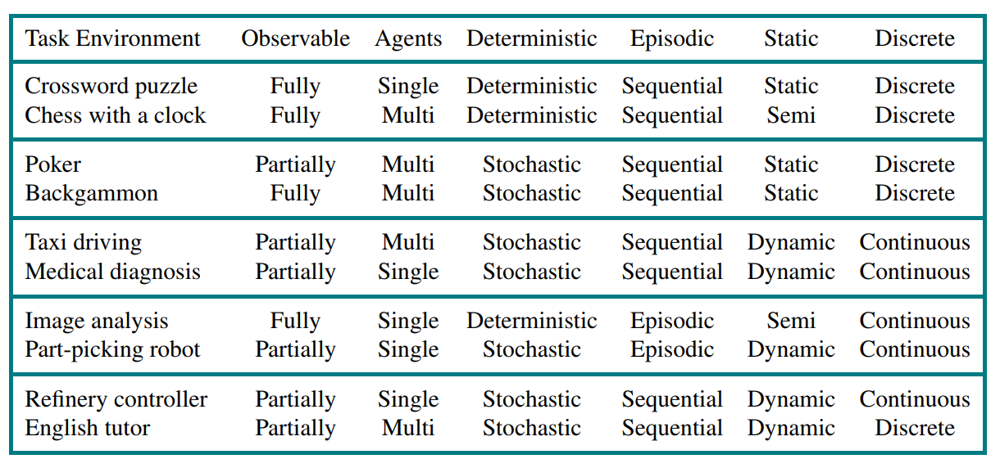 Task Environment Observable Agents Deterministic Episodic Static Discrete
Crossword puzzle Fully Single Deterministic Sequential Static Discrete
Chess with a clock Fully Multi Deterministic Sequential Semi Discrete
Poker Partially Multi Stochastic Sequential Static Discrete
Backgammon Fully Multi Stochastic Sequential Static Discrete
Taxi driving Partially Multi Stochastic Sequential Dynamic Continuous
Medical diagnosis Partially Single Stochastic Sequential Dynamic Continuous
Image analysis Fully Single Deterministic Episodic Semi Continuous
Part-picking robot Partially Single Stochastic Episodic Dynamic Continuous
Refinery controller Partially Single Stochastic Sequential Dynamic Continuous
English tutor Partially Multi Stochastic Sequential Dynamic Discrete